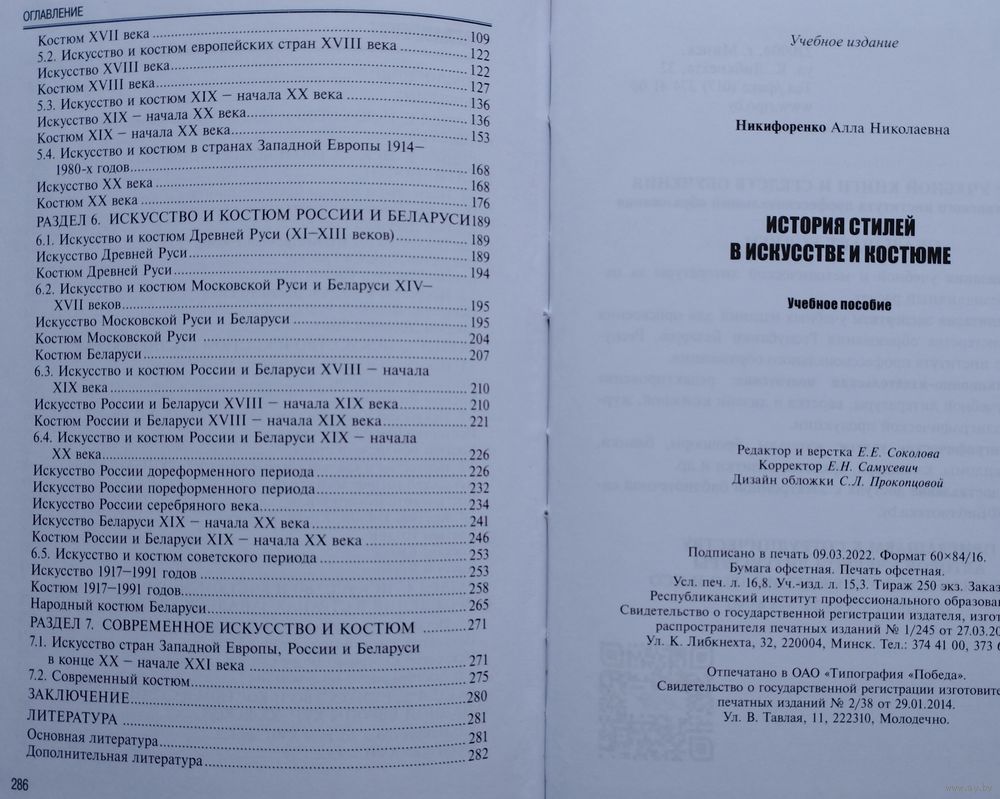 ОГЛАВЛЕНИЕ
Костюм XVII века 109
5.2. Искусство и костюм европейских стран XVIII века 122
Искусство XVIII века 122
Костюм XVIII века 127
5.3. Искусство и костюм XIX – начала XX века 136
Искусство XIX – начала XX века 136
Костюм XIX – начала XX века 153
5.4. Искусство и костюм в странах Западной Европы 1914–
1980-х годов 168
Искусство XX века 168
Костюм XX века 176
РАЗДЕЛ 6. ИСКУССТВО И КОСТЮМ РОССИИ И БЕЛАРУСИ 189
6.1. Искусство и костюм Древней Руси (XI–XIII веков) 189
Искусство Древней Руси 189
Костюм Древней Руси 194
6.2. Искусство и костюм Московской Руси и Беларуси XIV–
XVII веков 195
Искусство Московской Руси и Беларуси 195
Костюм Московской Руси 204
Костюм Беларуси 207
6.3. Искусство и костюм России и Беларуси XVIII – начала
XIX века 210
Искусство России и Беларуси XVIII – начала XIX века 210
Костюм России и Беларуси XVIII – начала XIX века 221
6.4. Искусство и костюм России и Беларуси XIX – начала
XX века 226
Искусство России дореформенного периода 226
Искусство России пореформенного периода 232
Искусство России серебряного века 234
Искусство Беларуси XIX – начала XX века 241
Костюм России и Беларуси XIX – начала XX века 246
6.5. Искусство и костюм советского периода 253
Искусство 1917–1991 годов 253
Костюм 1917–1991 годов 258
Народный костюм Беларуси 265
РАЗДЕЛ 7. СОВРЕМЕННОЕ ИСКУССТВО И КОСТЮМ 271
7.1. Искусство стран Западной Европы, России и Беларуси
в конце XX – начале XXI века 271
7.2. Современный костюм 275
ЗАКЛЮЧЕНИЕ 280
ЛИТЕРАТУРА 281
Основная литература 281
Дополнительная литература 282
286
Учебное издание
Никифоренко Алла Николаевна
ИСТОРИЯ СТИЛЕЙ
В ИСКУССТВЕ И КОСТЮМЕ
Учебное пособие
Редактор и верстка Е.Е. Соколова
Корректор Е.Н. Самусевич
Дизайн обложки С.Л. Прокопцовой
Подписано в печать 09.03.2022. Формат 60×84/16.
Бумага офсетная. Печать офсетная.
Усл. печ. л. 16,8. Уч.-изд. л. 15,3. Тираж 250 экз. Заказ
Республиканский институт профессионального образован
Свидетельство о государственной регистрации издателя, изгот
распространителя печатных изданий № 1/245 от 27.03.20
Ул. К. Либкнехта, 32, 220004, Минск. Тел.: 374 41 00, 373 6
Отпечатано в ОАО «Типография «Победа».
Свидетельство о государственной регистрации изготовите
печатных изданий № 2/38 от 29.01.2014.
Ул. В. Тавлая, 11, 222310, Молодечно.
www.ay.by